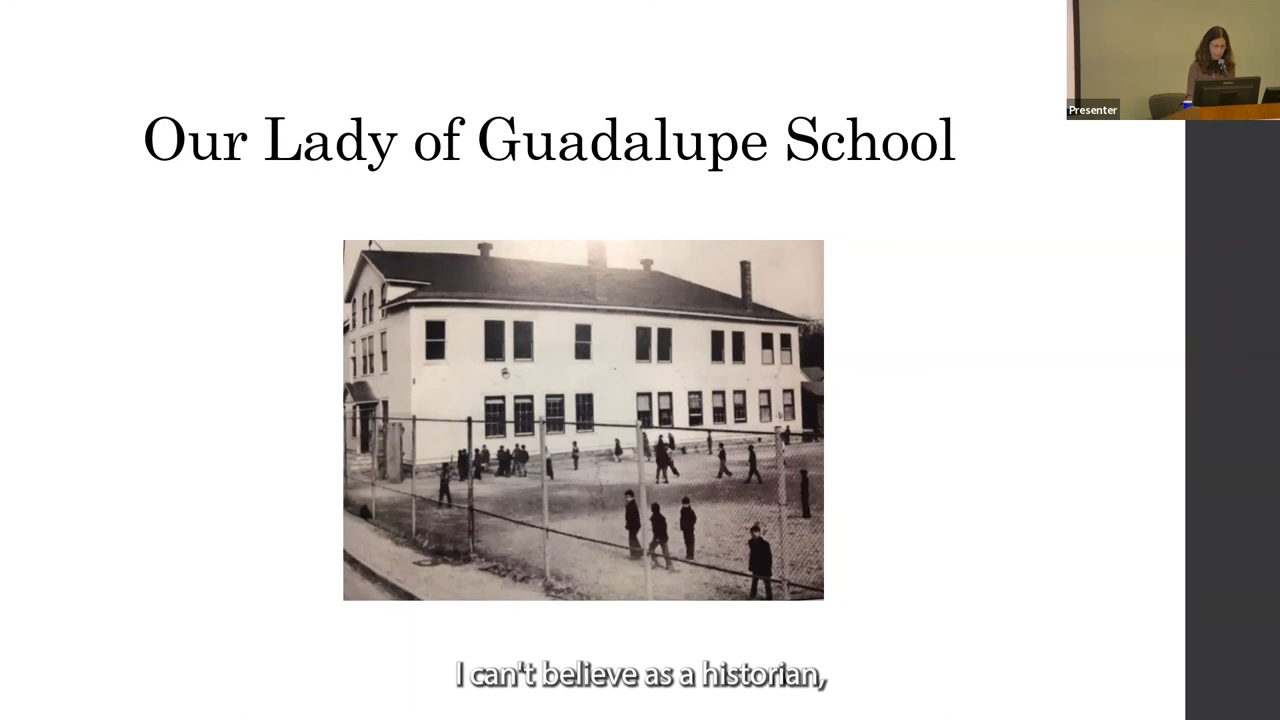 Presenter
Our Lady of Guadalupe School
I can't believe as a historian,